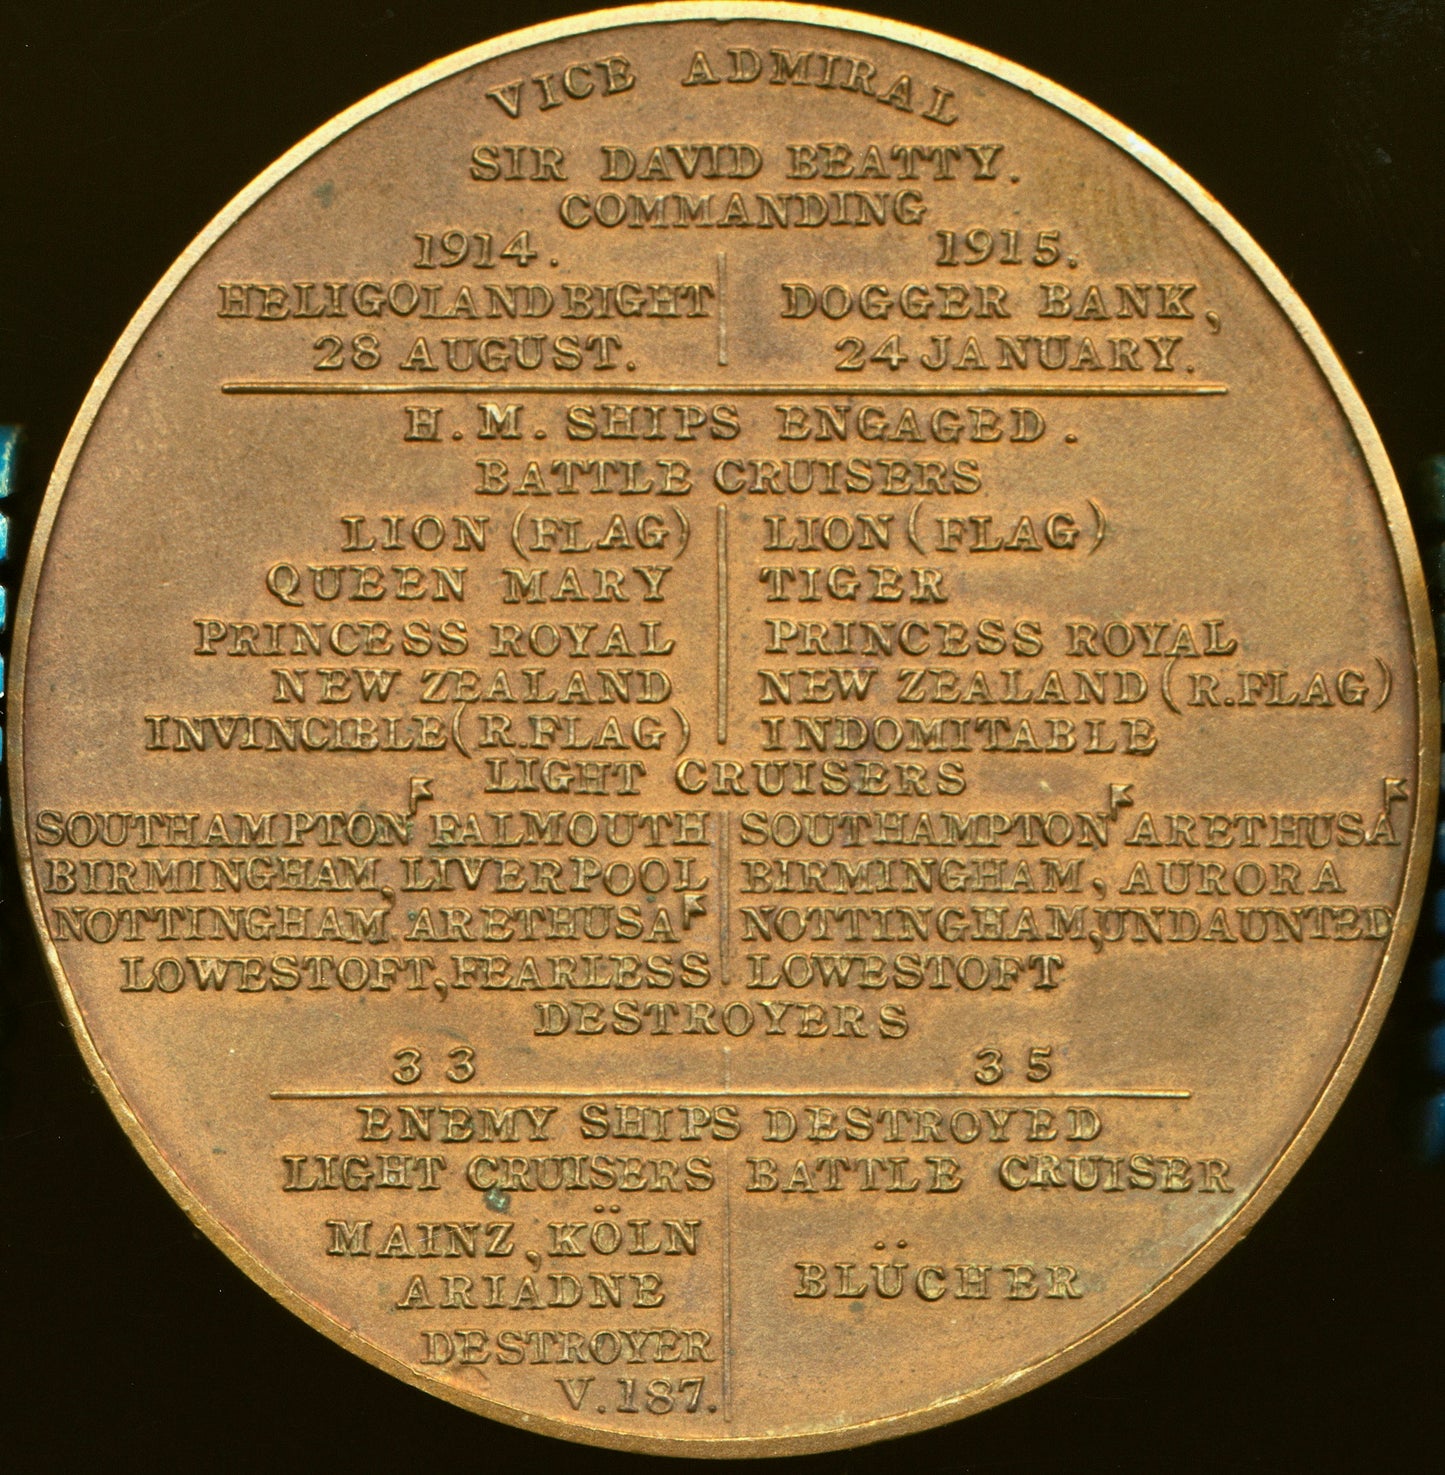 VICE ADMIRAL
SIR DAVID BEATTY.
COMMANDING
1914. 1915.
HELIGOLAND BIGHT DOGGER BANK,
28 AUGUST. 24 JANUARY.
H.M. SHIPS ENGAGED.
BATTLE CRUISERS
LION (FLAG) LION (FLAG)
QUEEN MARY TIGER
PRINCESS ROYAL PRINCESS ROYAL
NEW ZEALAND NEW ZEALAND (R.FLAG)
INVINCIBLE (R.FLAG) INDOMITABLE
LIGHT CRUISERS
SOUTHAMPTON FALMOUTH SOUTHAMPTON ARETHUSA
BIRMINGHAM, LIVERPOOL BIRMINGHAM, AURORA
NOTTINGHAM ARETHUSA NOTTINGHAM, UNDAUNTED
LOWESTOFT, FEARLESS LOWESTOFT
DESTROYERS
33 35
ENEMY SHIPS DESTROYED
LIGHT CRUISERS BATTLE CRUISER
MAINZ, KÖLN
ARIADNE BLÜCHER
DESTROYER
V.187.